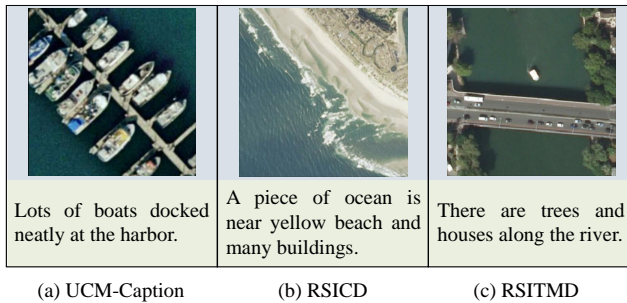 Lots of boats docked
neatly at the harbor.
A piece of ocean is
near yellow beach and
many buildings.
There are trees and
houses along the river.
(a) UCM-Caption
(b) RSICD
(c) RSITMD